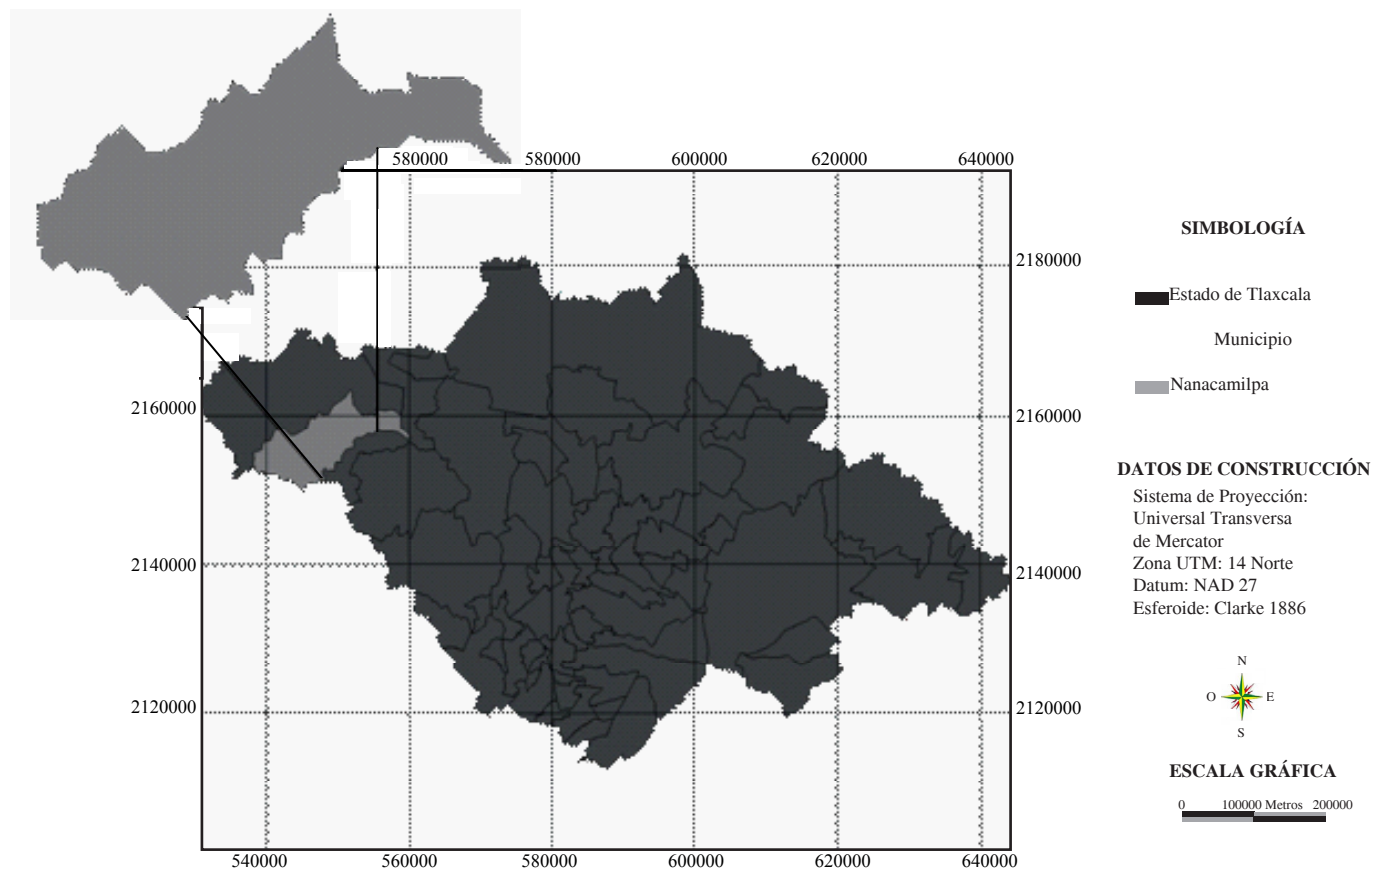 580000 580000 600000 620000 640000
2180000
2160000 2160000
2140000 2140000
2120000 2120000
540000 560000 580000 600000 620000 640000
SIMBOLOGÍA
Estado de Tlaxcala
Municipio
Nanacamilpa
DATOS DE CONSTRUCCIÓN
Sistema de Proyección:
Universal Transversa
de Mercator
Zona UTM: 14 Norte
Datum: NAD 27
Esferoide: Clarke 1886
N
O E
S
ESCALA GRÁFICA
0 100000 Metros 200000